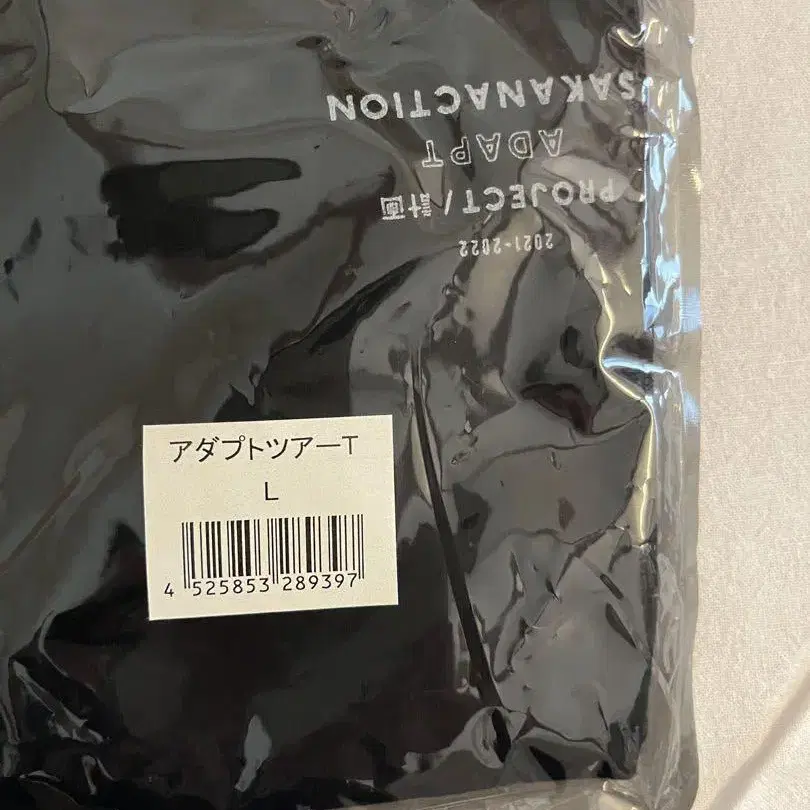 SAKANACTION
ADAPT
PROJECT / 計画
2021-2022
アダプトツアーT
L
4 525853 289397